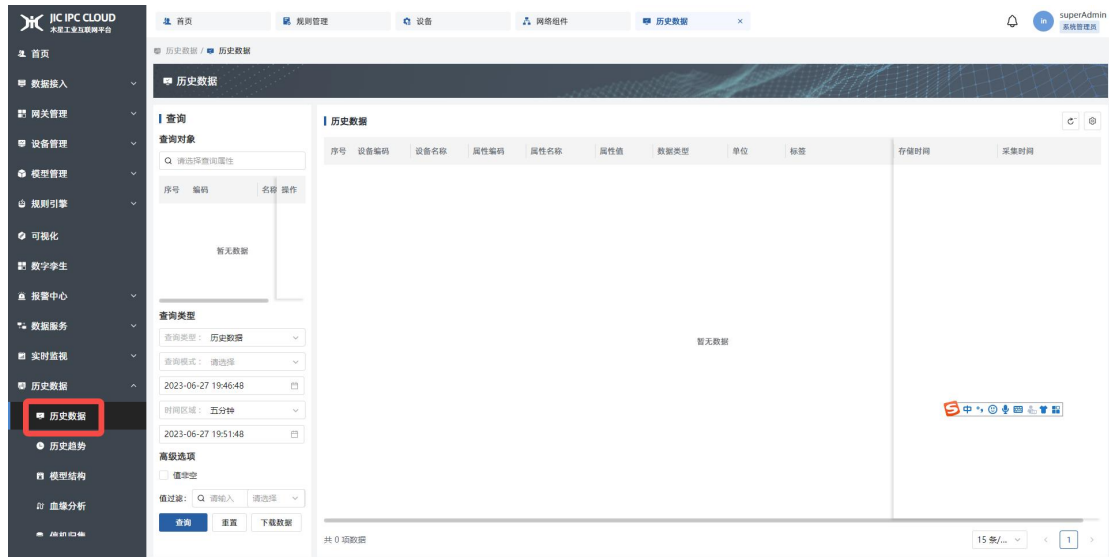 JIC IPC CLOUD
木星工业互联网平台
首页
规则管理
设备
网络组件
历史数据
×
in
superAdmin
系统管理员
首页
数据接入
网关管理
设备管理
模型管理
规则引擎
可视化
数字孪生
报警中心
数据服务
实时监视
历史数据
历史数据
历史趋势
模型结构
血缘分析
历史数据 / 历史数据
历史数据
查询
查询对象
请选择查询属性
序号 编码 名称 操作
暂无数据
查询类型
查询类型： 历史数据
查询模式： 请选择
2023-06-27 19:46:48
时间区域： 五分钟
2023-06-27 19:51:48
高级选项
值非空
值过滤： 请输入 请选择
查询 重置 下载数据
历史数据
序号 设备编码 设备名称 属性编码 属性名称 属性值 数据类型 单位 标签 存储时间 采集时间
暂无数据
中
共 0 项数据
15 条/... < 1 >